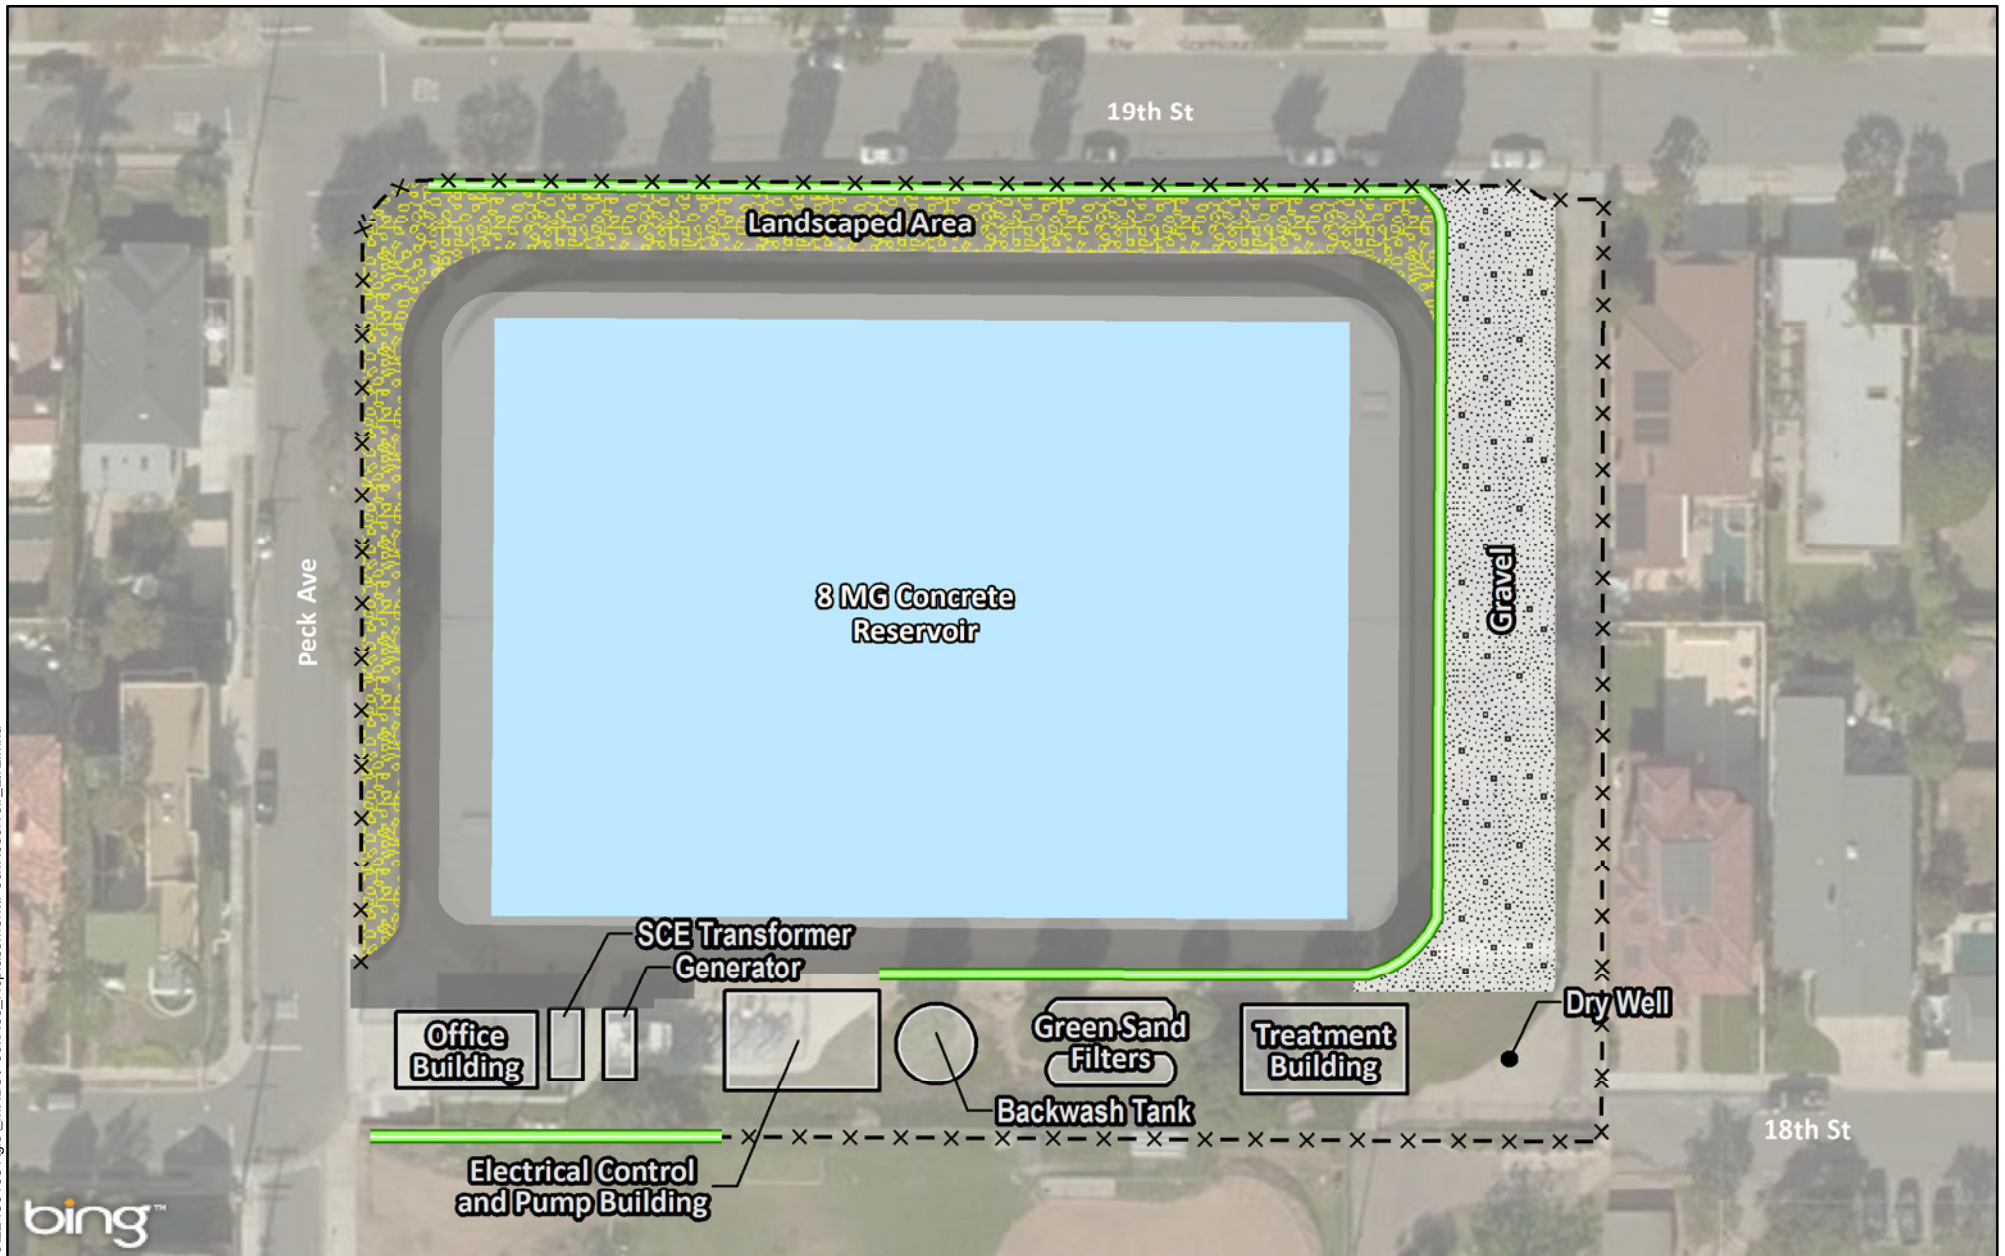 19th St
Landscaped Area
Peck Ave
8 MG Concrete
Reservoir
Gravel
SCE Transformer
Generator
Dry Well
Office
Building
Green Sand
Filters
Treatment
Building
Backwash Tank
18th St
Electrical Control
and Pump Building
bing™